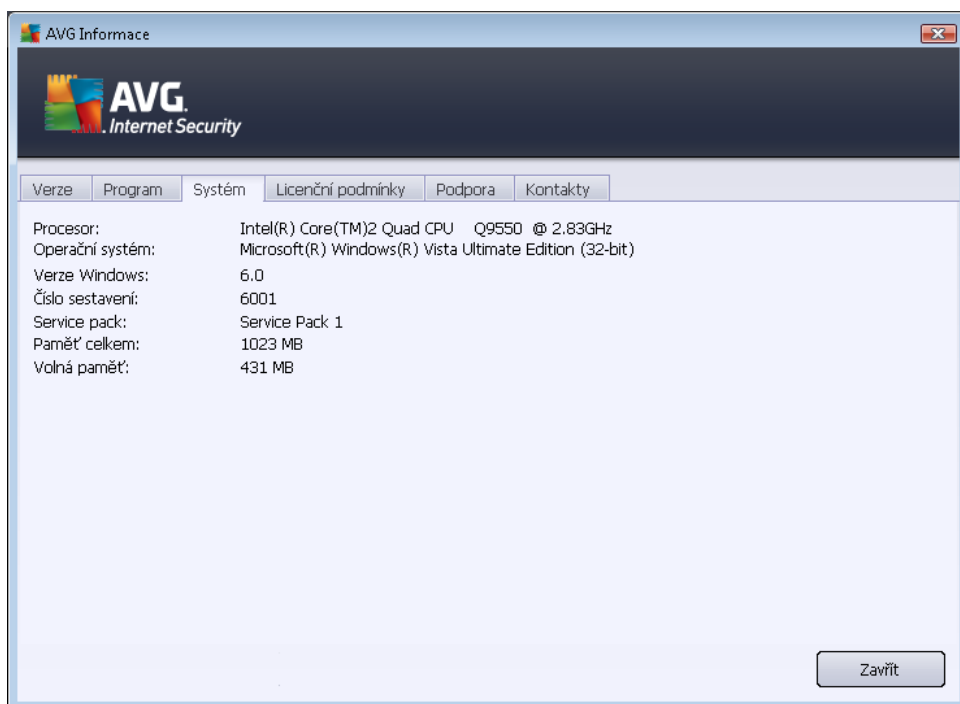 AVG Informace
AVG.
Internet Security
Verze Program Systém Licenční podmínky Podpora Kontakty
Procesor: Intel(R) Core(TM)2 Quad CPU Q9550 @ 2.83GHz
Operační systém: Microsoft(R) Windows(R) Vista Ultimate Edition (32-bit)
Verze Windows: 6.0
Číslo sestavení: 6001
Service pack: Service Pack 1
Paměť celkem: 1023 MB
Volná paměť: 431 MB
Zavřít